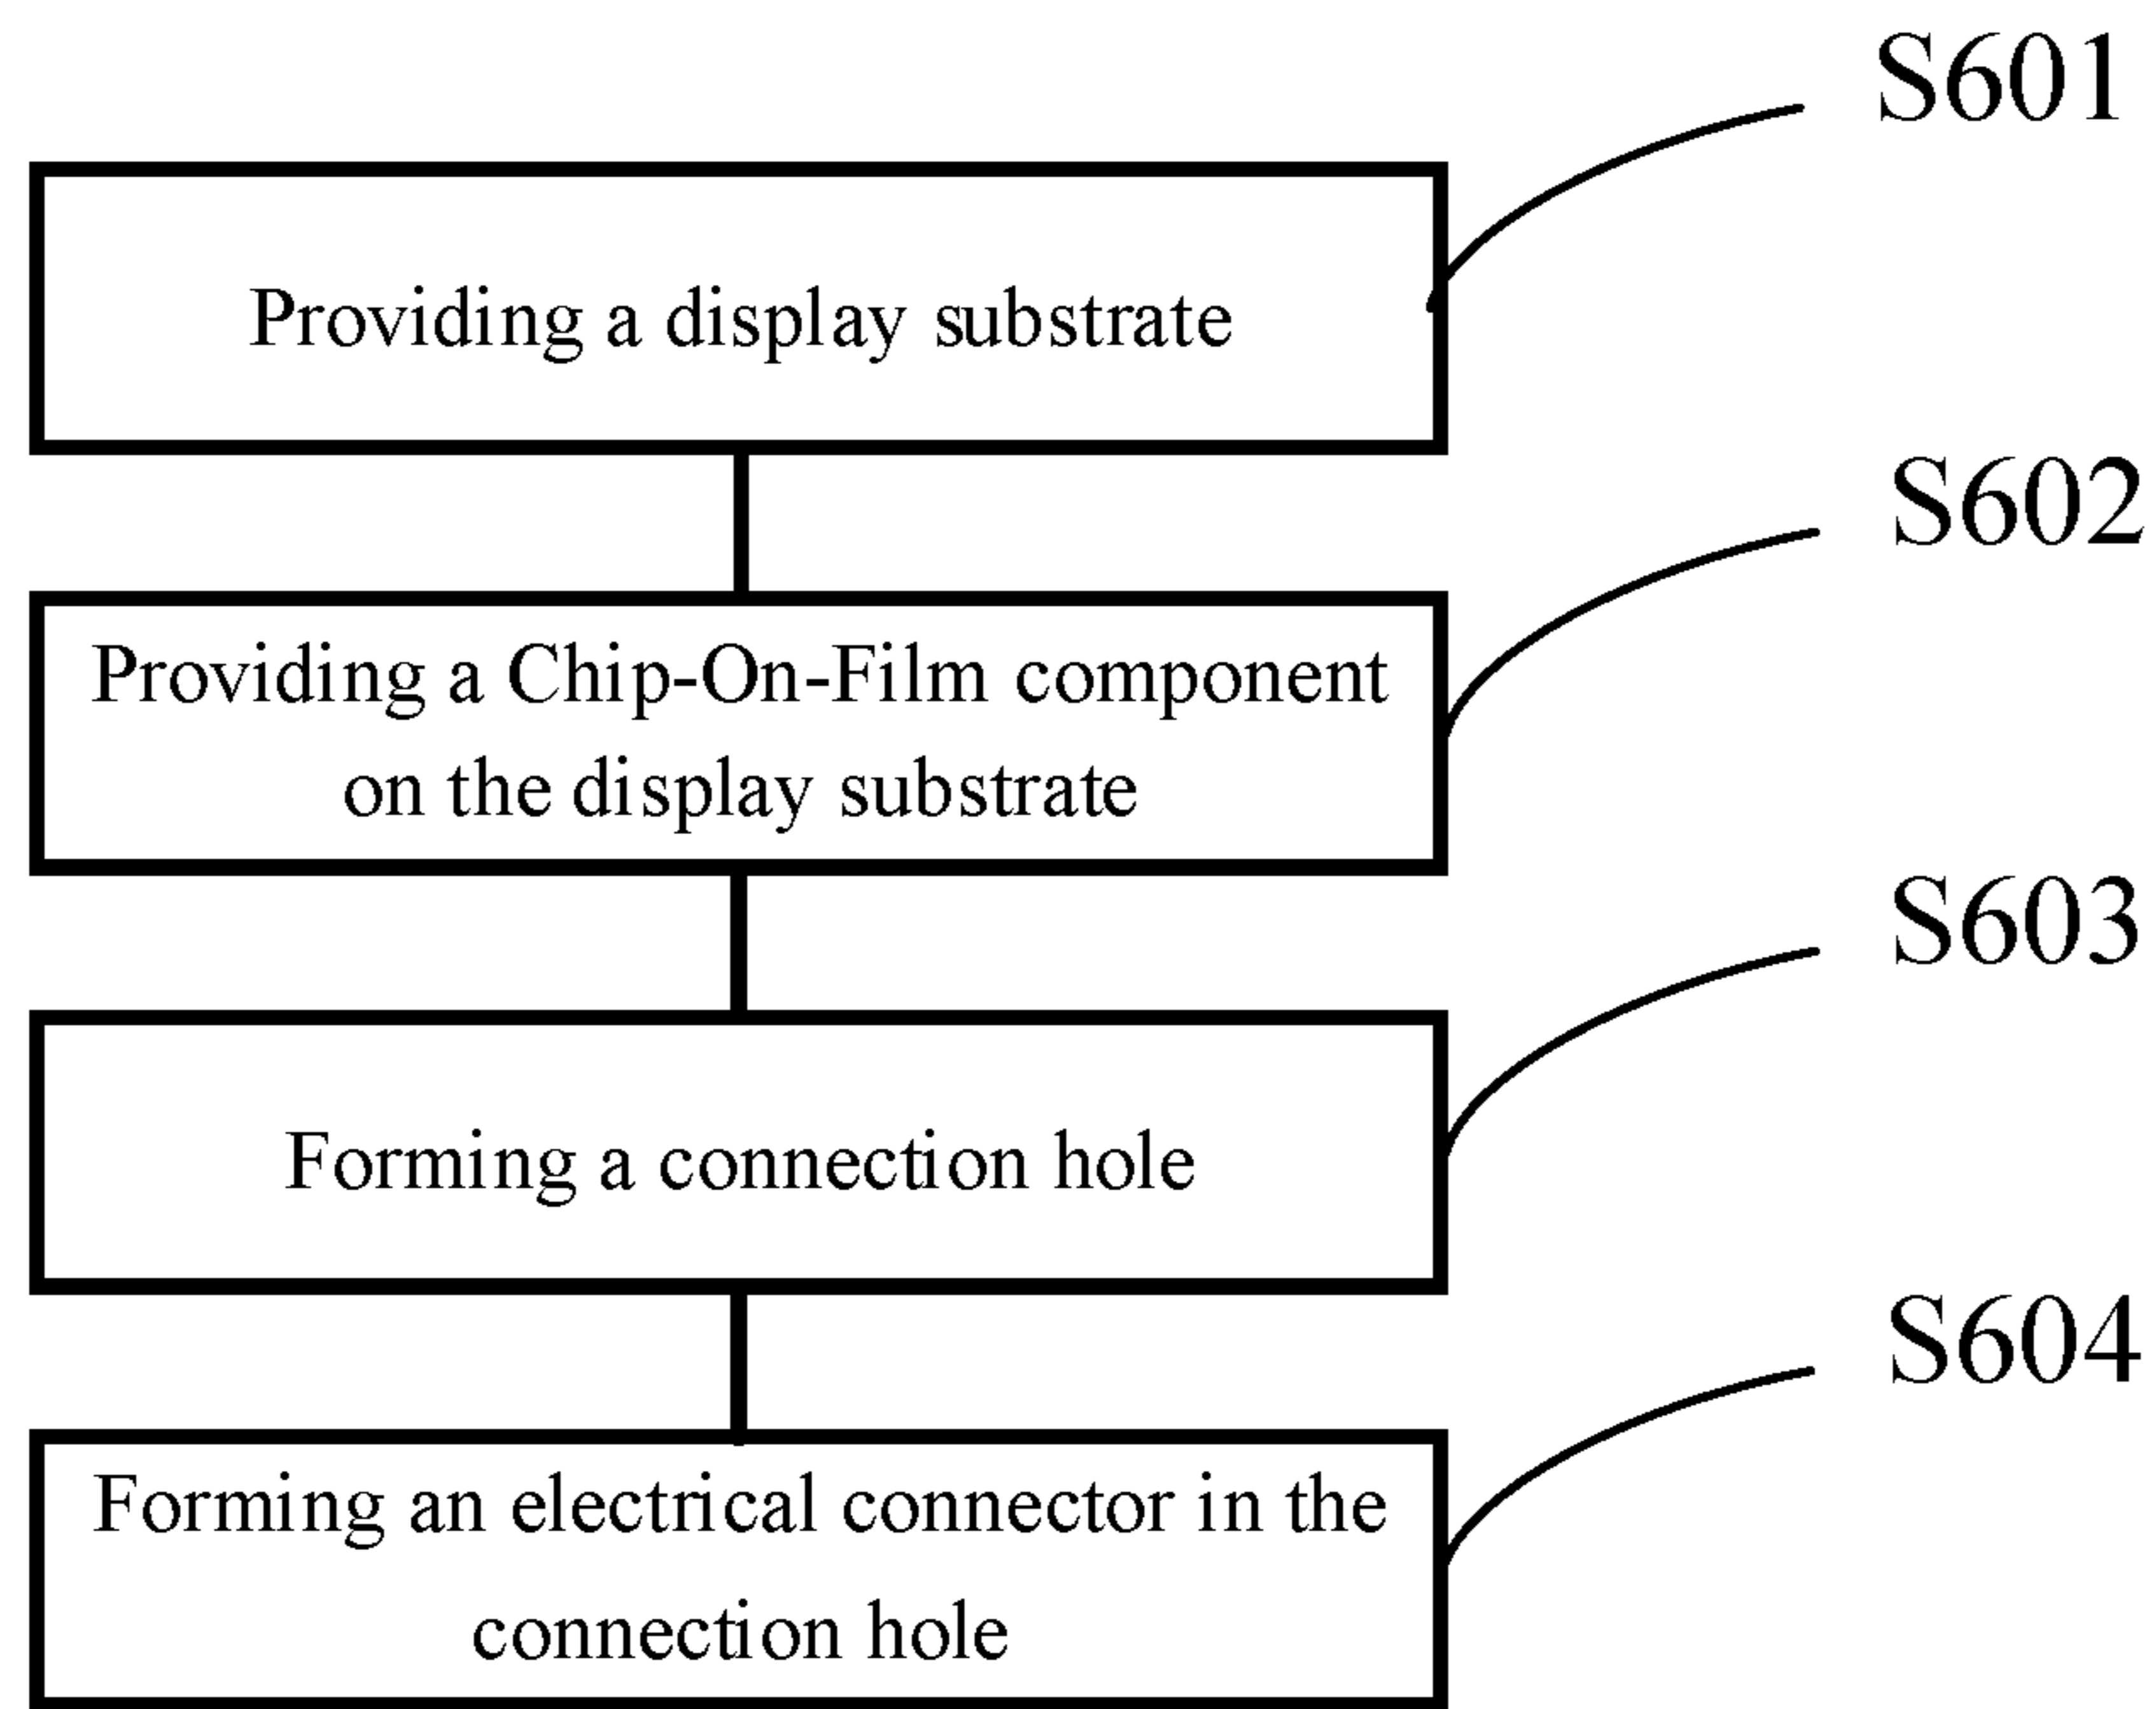 S601
Providing a display substrate
S602
Providing a Chip-On-Film component
on the display substrate
S603
Forming a connection hole
S604
Forming an electrical connector in the
connection hole